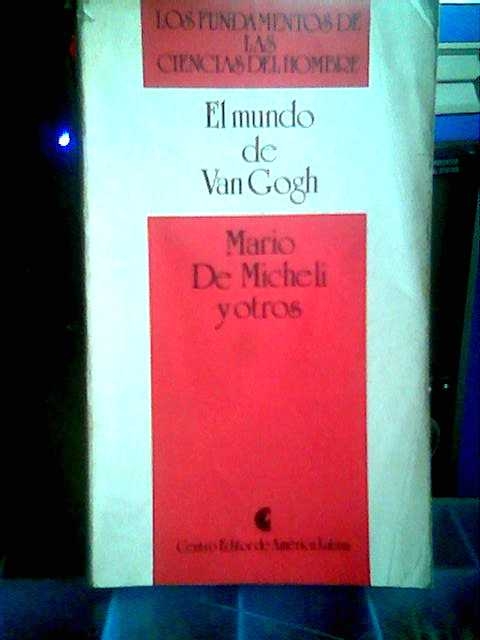 LOS FUNDAMENTOS DE
LAS
CIENCIAS DEL HOMBRE
El mundo
de
Van Gogh
Mario
De Micheli
y otros
Centro Editor de América Latina